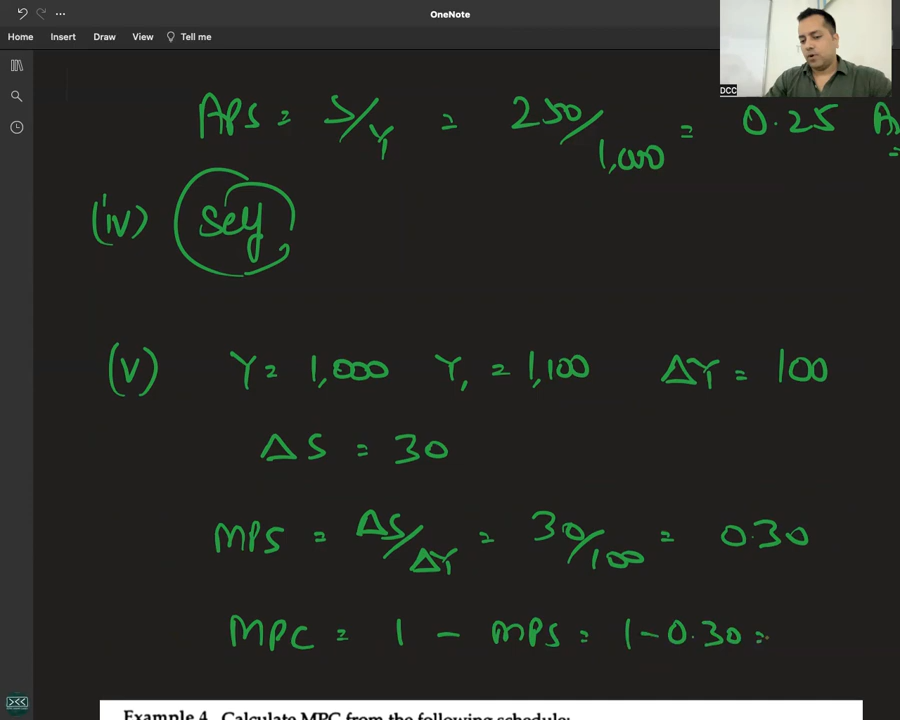 OneNote
Home Insert Draw View Tell me
DCC
APS = S/Y = 250/1,000 = 0.25
(iv) self
(v) Y = 1,000 Y₁ = 1,100 ΔY = 100
ΔS = 30
MPS = ΔS/ΔY = 30/100 = 0.30
MPC = 1 - MPS = 1 - 0.30 =
Example 4. Calculate MPC from the following schedule: